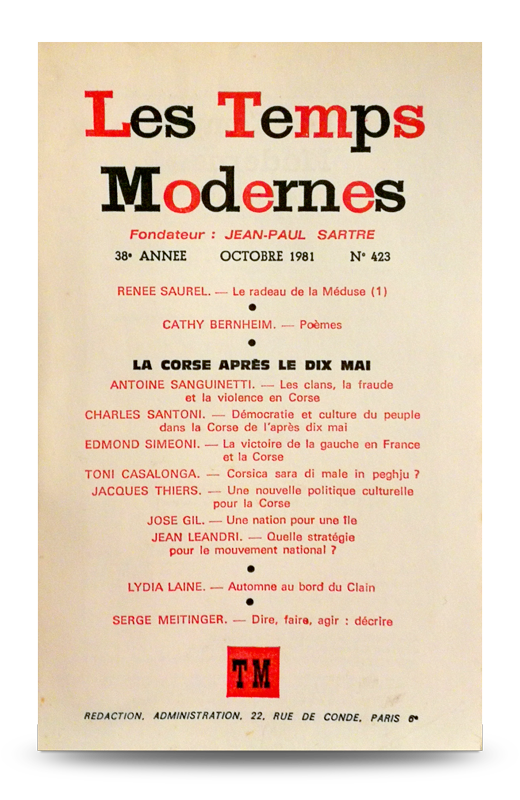 Les Temps
Modernes
Fondateur : JEAN-PAUL SARTRE
38e ANNEE OCTOBRE 1981 N° 423
RENEE SAUREL. — Le radeau de la Méduse (1)
●
CATHY BERNHEIM. — Poèmes
●
LA CORSE APRÈS LE DIX MAI
ANTOINE SANGUINETTI. — Les clans, la fraude
et la violence en Corse
CHARLES SANTONI. — Démocratie et culture du peuple
dans la Corse de l'après dix mai
EDMOND SIMEONI. — La victoire de la gauche en France
et la Corse
TONI CASALONGA. — Corsica sara di male in peghju ?
JACQUES THIERS. — Une nouvelle politique culturelle
pour la Corse
JOSE GIL. — Une nation pour une île
JEAN LEANDRI. — Quelle stratégie
pour le mouvement national ?
●
LYDIA LAINE. — Automne au bord du Clain
●
SERGE MEITINGER. — Dire, faire, agir : décrire
TM
REDACTION, ADMINISTRATION, 22, RUE DE CONDE, PARIS 6e